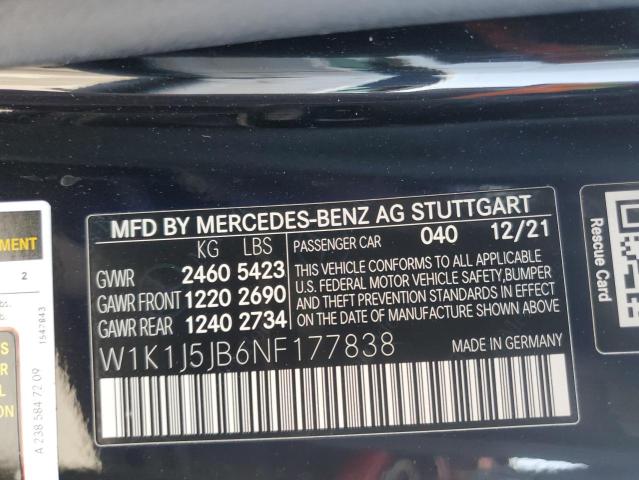 MFD BY MERCEDES-BENZ AG STUTTGART
KG LBS
GVWR 2460 5423
GAWR FRONT 1220 2690
GAWR REAR 1240 2734
PASSENGER CAR 040 12/21
THIS VEHICLE CONFORMS TO ALL APPLICABLE
U.S. FEDERAL MOTOR VEHICLE SAFETY, BUMPER
AND THEFT PREVENTION STANDARDS IN EFFECT
ON THE DATE OF MANUFACTURE SHOWN ABOVE
W1K1J5JB6NF177838
MADE IN GERMANY
Rescue Card
2
1547843
A 238 584 72 09